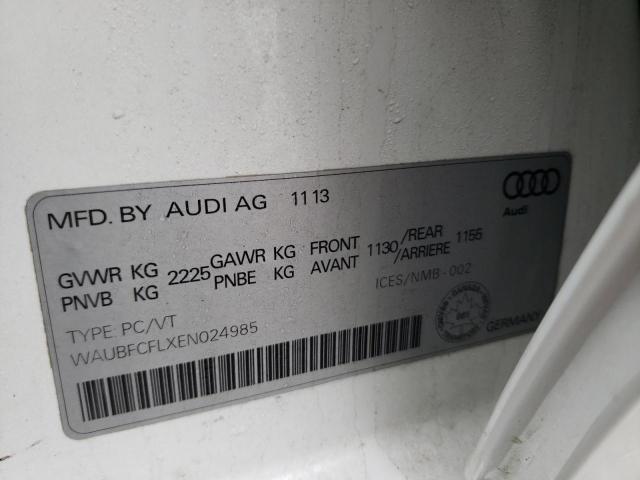 MFD. BY AUDI AG 11 13
Audi
GVWR KG 2225 GAWR KG FRONT 1130 /REAR 1155
PNVB KG PNBE KG AVANT /ARRIERE
ICES/NMB-002
TYPE: PC/VT
WAUBFCFLXEN024985
CANADA
GERMANY